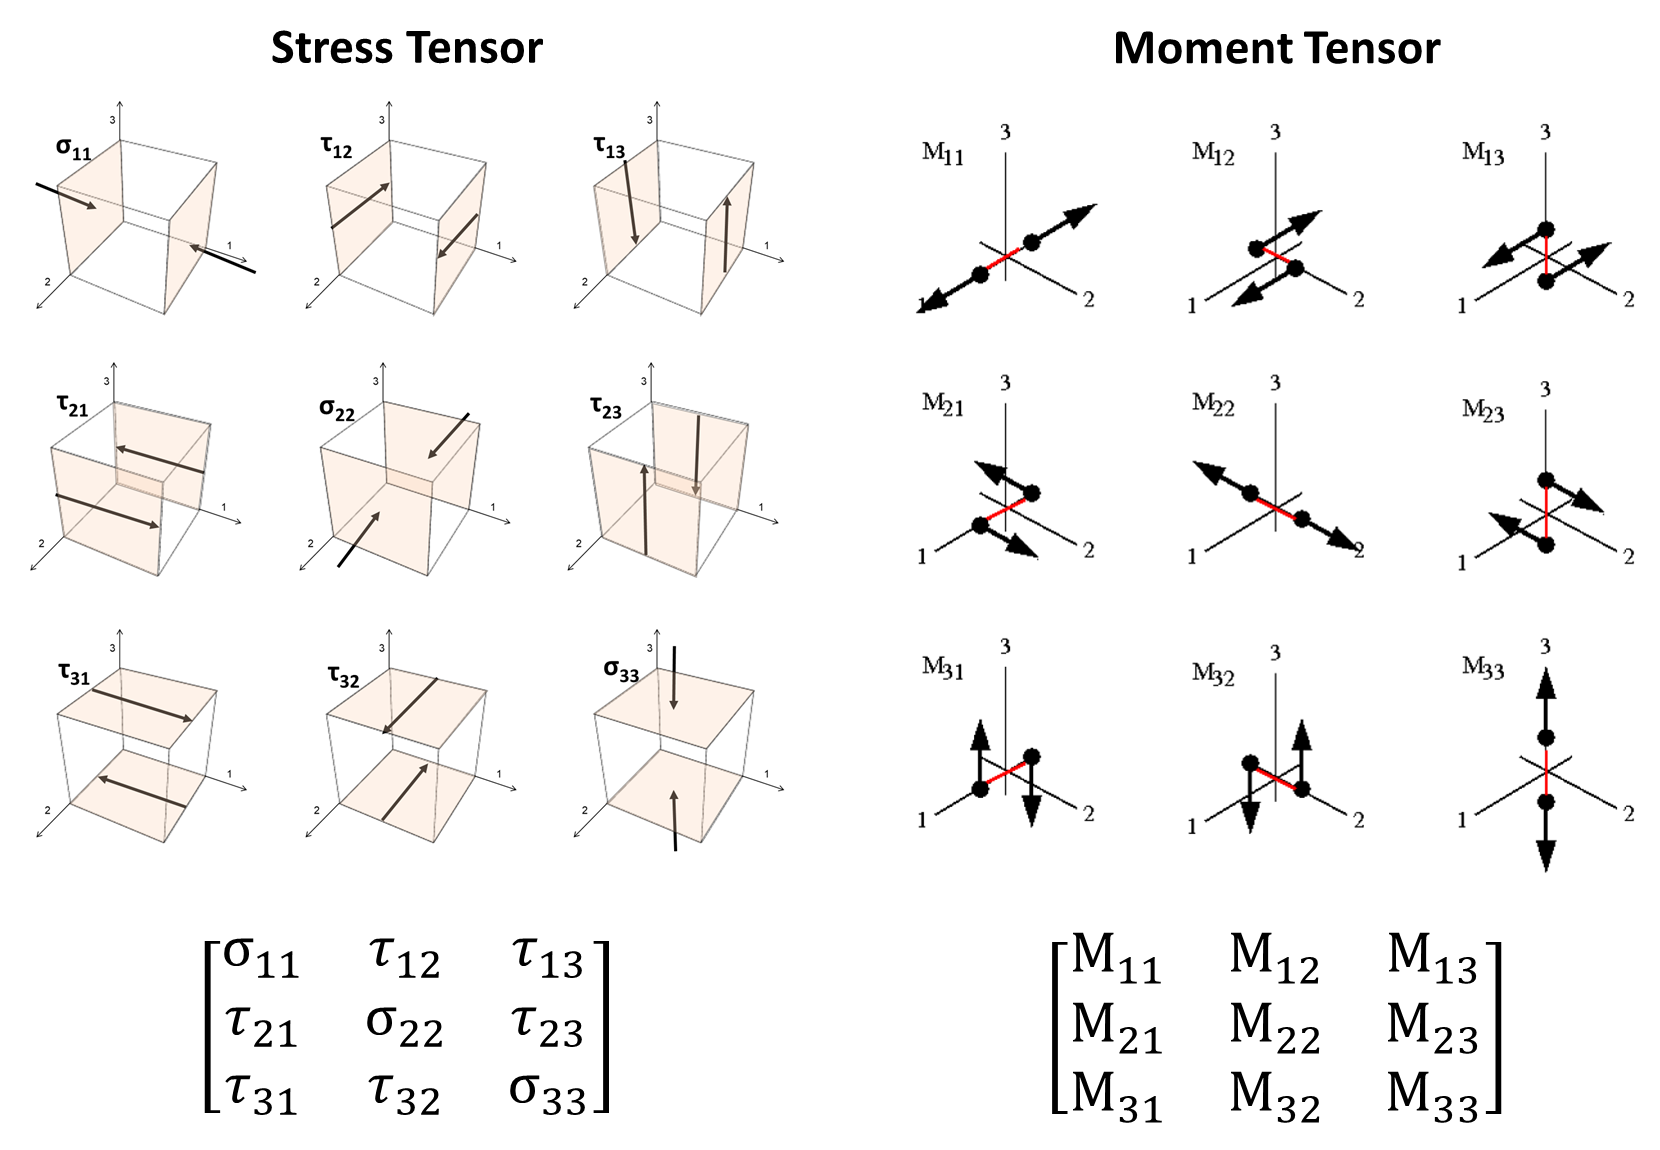 Stress Tensor
Moment Tensor
σ11 3 1 2
τ12 3 1 2
τ13 3 1 2
M11 3 1 2
M12 3 1 2
M13 3 1 2
τ21 3 1 2
σ22 3 1 2
τ23 3 1 2
M21 3 1 2
M22 3 1 2
M23 3 1 2
τ31 3 1 2
τ32 3 1 2
σ33 3 1 2
M31 3 1 2
M32 3 1 2
M33 3 1 2
σ11 τ12 τ13
τ21 σ22 τ23
τ31 τ32 σ33
M11 M12 M13
M21 M22 M23
M31 M32 M33